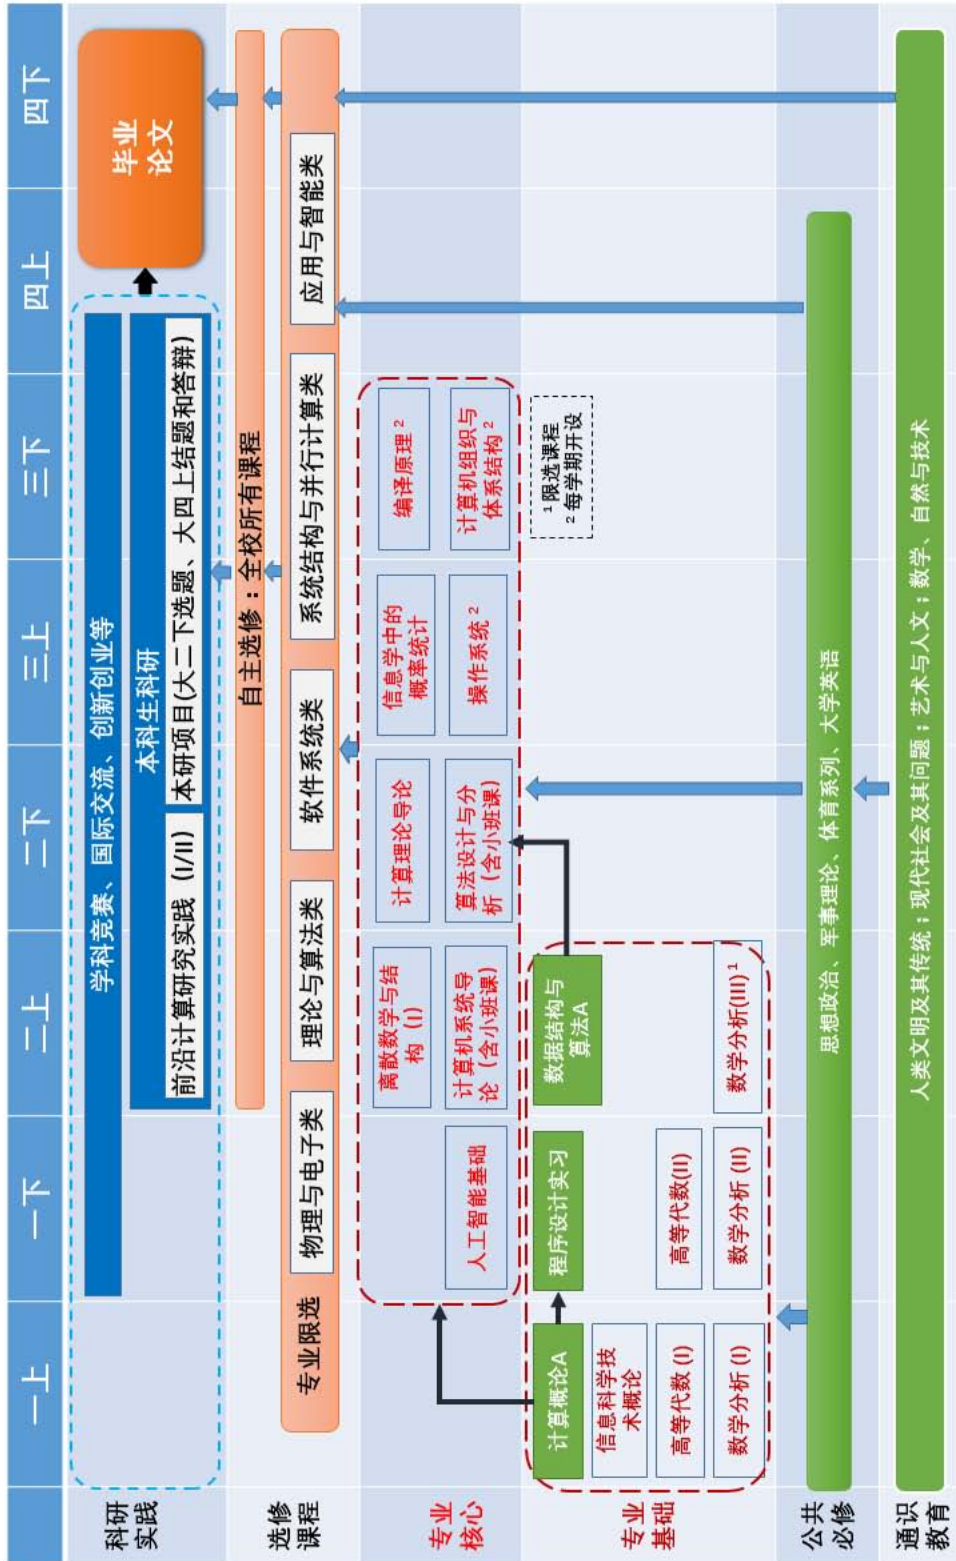 一上
一下
二上
二下
三上
三下
四上
四下
科研
实践
学科竞赛、国际交流、创新创业等
本科生科研
前沿计算研究实践 (I/II)
本研项目(大二下选题、大四上结题和答辩)
毕业
论文
选修
课程
自主选修:全校所有课程
专业限选
物理与电子类
理论与算法类
软件系统类
系统结构与并行计算类
应用与智能类
专业
核心
人工智能基础
离散数学与结
构 (I)
计算机系统导
论(含小班课)
计算理论导论
算法设计与分
析(含小班课)
信息学中的
概率统计
操作系统²
编译原理²
计算机组织与
体系结构²
专业
基础
计算概论A
信息科学技
术概论
高等代数 (I)
数学分析 (I)
程序设计实习
高等代数(II)
数学分析 (II)
数据结构与
算法A
数学分析(III)¹
¹ 限选课程
² 每学期开设
公共
必修
思想政治、军事理论、体育系列、大学英语
通识
教育
人类文明及其传统;现代社会及其问题;艺术与人文;数学、自然与技术